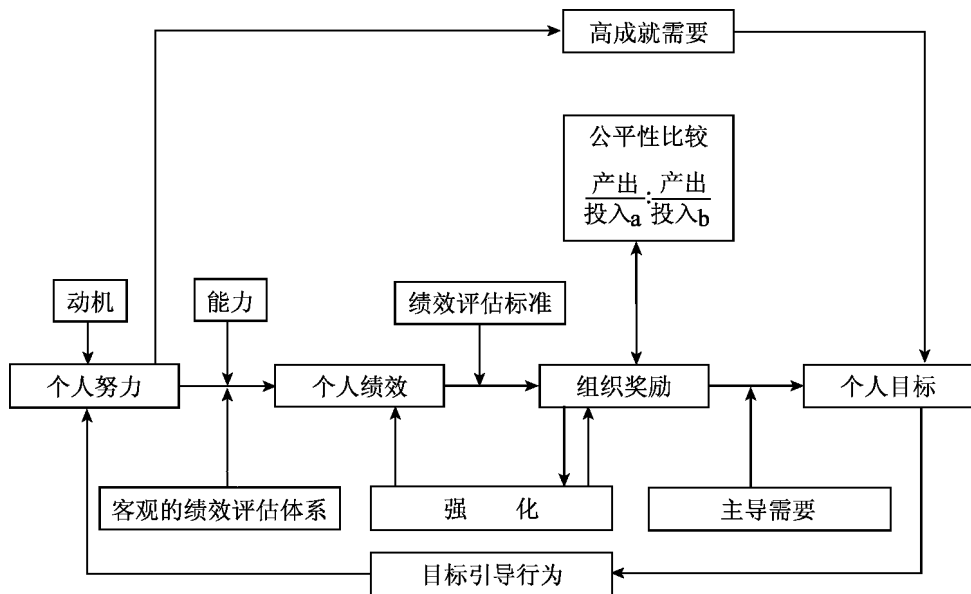 高成就需要
公平性比较
产出:产出
投入a 投入b
动机
能力
绩效评估标准
个人努力
个人绩效
组织奖励
个人目标
客观的绩效评估体系
强 化
主导需要
目标引导行为